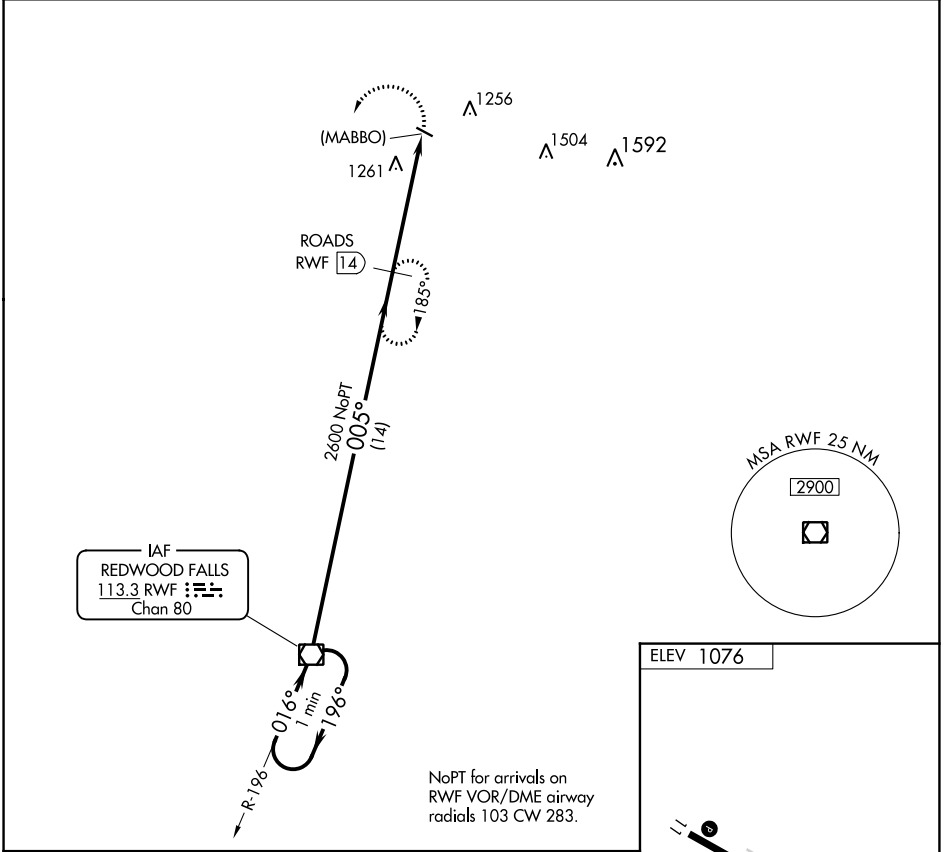 1256
(MABBO)
1504
1592
1261
ROADS
RWF 14
185°
2600 NoPT
005°
(14)
MSA RWF 25 NM
2900
IAF
REDWOOD FALLS
113.3 RWF
Chan 80
016°
1 min
196°
R-196
NoPT for arrivals on
RWF VOR/DME airway
radials 103 CW 283.
ELEV 1076
11
P